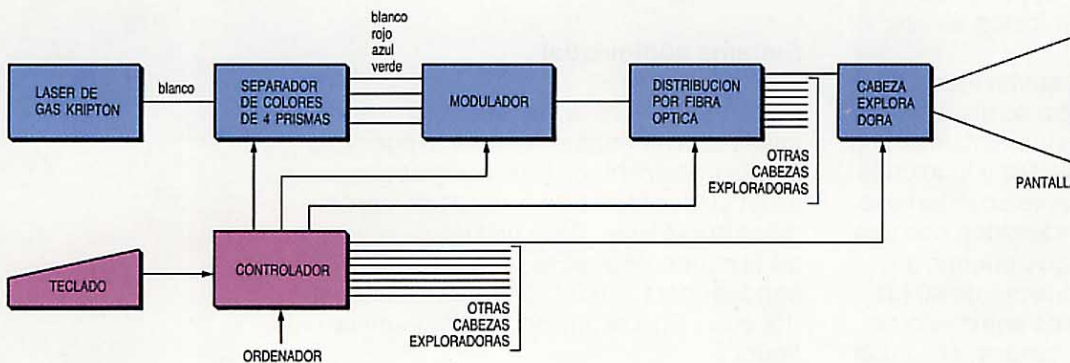 blanco
rojo
azul
verde
LASER DE
GAS KRIPTON
blanco
SEPARADOR
DE COLORES
DE 4 PRISMAS
MODULADOR
DISTRIBUCION
POR FIBRA
OPTICA
CABEZA
EXPLORA
DORA
OTRAS
CABEZAS
EXPLORADORAS
PANTALL
TECLADO
CONTROLADOR
OTRAS
CABEZAS
EXPLORADORAS
ORDENADOR